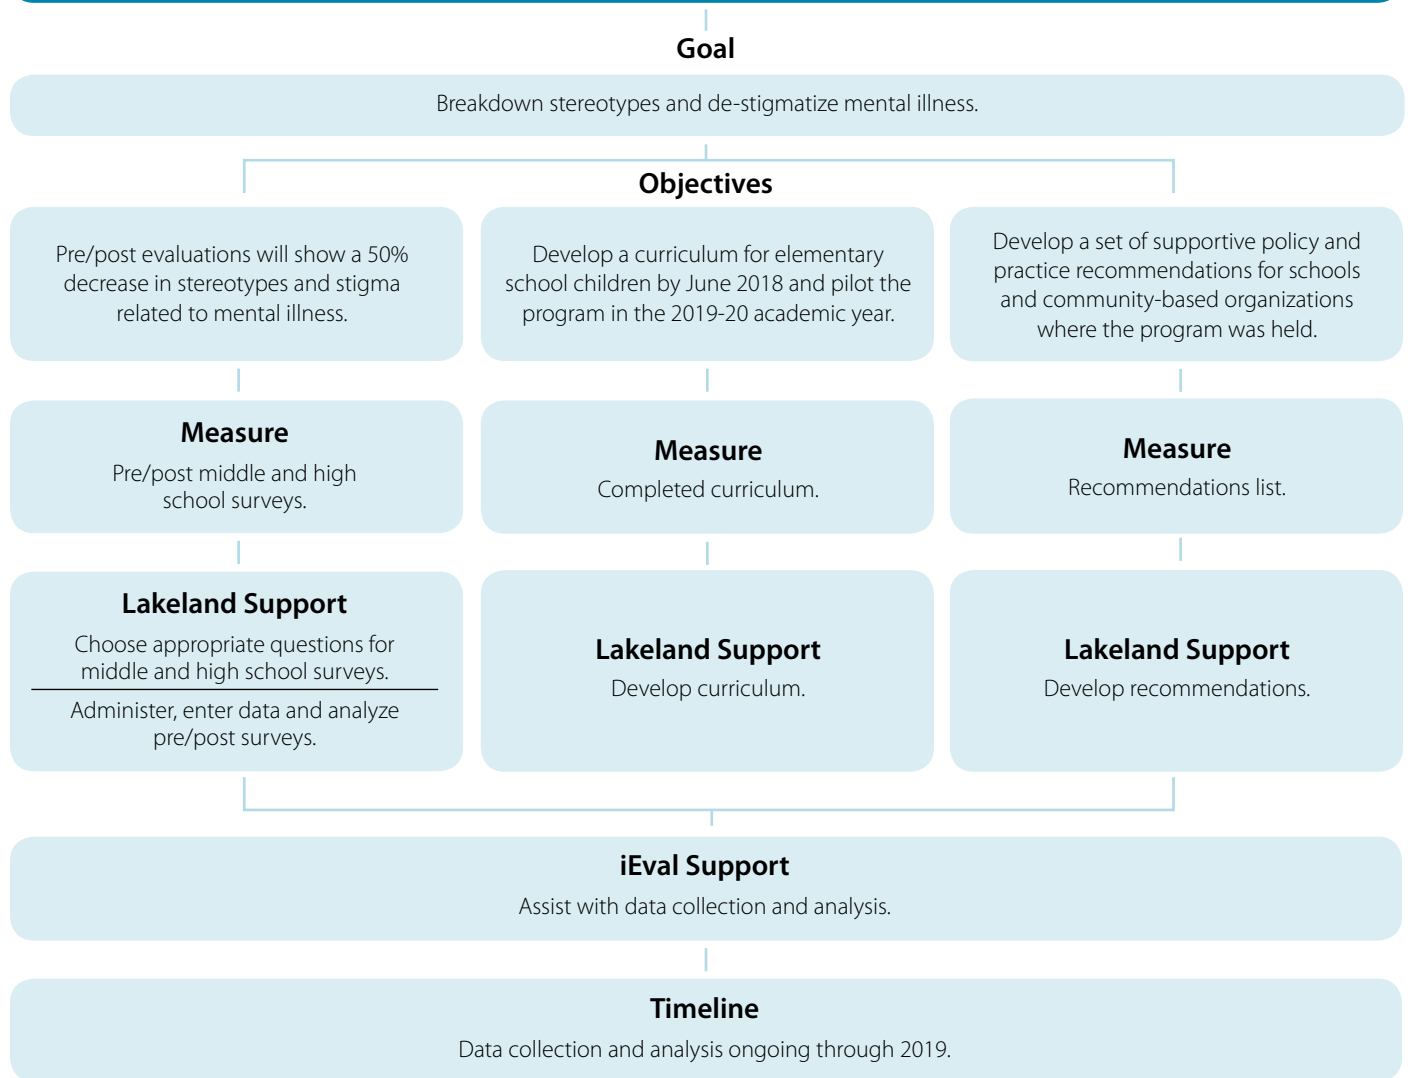 Goal
Breakdown stereotypes and de-stigmatize mental illness.
Objectives
Pre/post evaluations will show a 50%
decrease in stereotypes and stigma
related to mental illness.
Develop a curriculum for elementary
school children by June 2018 and pilot the
program in the 2019-20 academic year.
Develop a set of supportive policy and
practice recommendations for schools
and community-based organizations
where the program was held.
Measure
Pre/post middle and high
school surveys.
Measure
Completed curriculum.
Measure
Recommendations list.
Lakeland Support
Choose appropriate questions for
middle and high school surveys.
Administer, enter data and analyze
pre/post surveys.
Lakeland Support
Develop curriculum.
Lakeland Support
Develop recommendations.
iEval Support
Assist with data collection and analysis.
Timeline
Data collection and analysis ongoing through 2019.